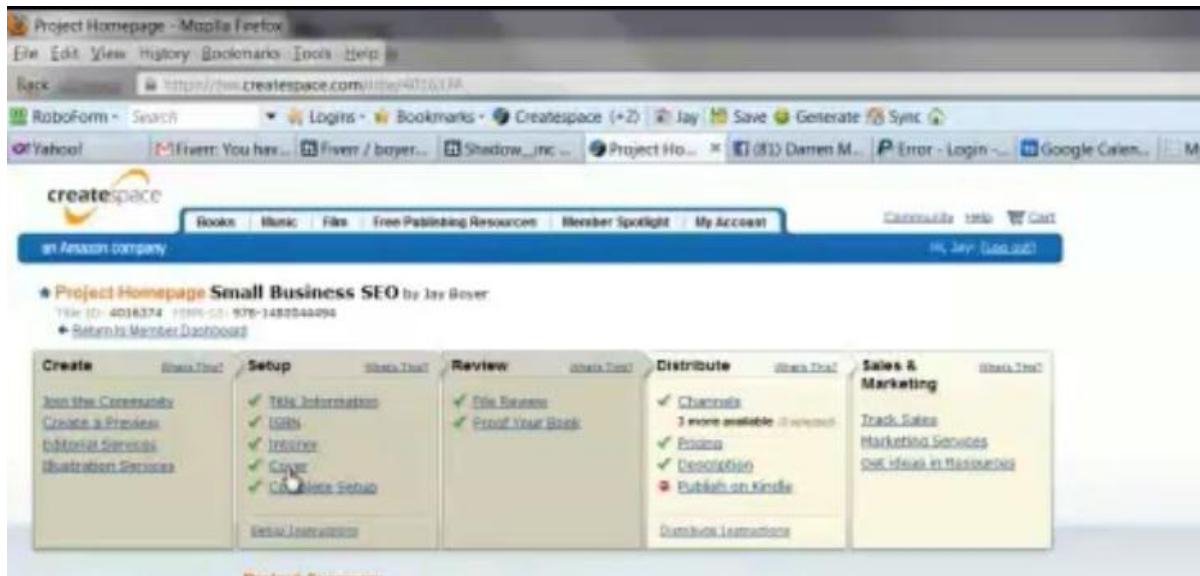 Project Homepage - Mozilla Firefox
File Edit View History Bookmarks Tools Help
Back createspace.com
RoboForm - Search Logins - Bookmarks - Createspace (+2) Jay Save Generate Sync
Yahoo! Fiverr: You hav... Fiverr / boyer... Shadow_inc ... Project Ho... (81) Darren M... Error - Login -... Google Calen...
createspace
Books Music Film Free Publishing Resources Member Spotlight My Account Community Help Cart
an Amazon company Hi, Jay! (Log out)
Project Homepage Small Business SEO by Jay Boyer
Title ID: 4016374
Return to Member Dashboard
Create What's This? Setup What's This? Review What's This? Distribute What's This? Sales & Marketing What's This?
Join the Community
Create a Preview
Editorial Services
Illustration Services
Title Information
ISBN
Interior
Cover
Complete Setup
Setup Instructions
File Review
Proof Your Book
Channels
3 more available
Pricing
Description
Publish on Kindle
Distribute Instructions
Track Sales
Marketing Services
Get Ideas in Resources